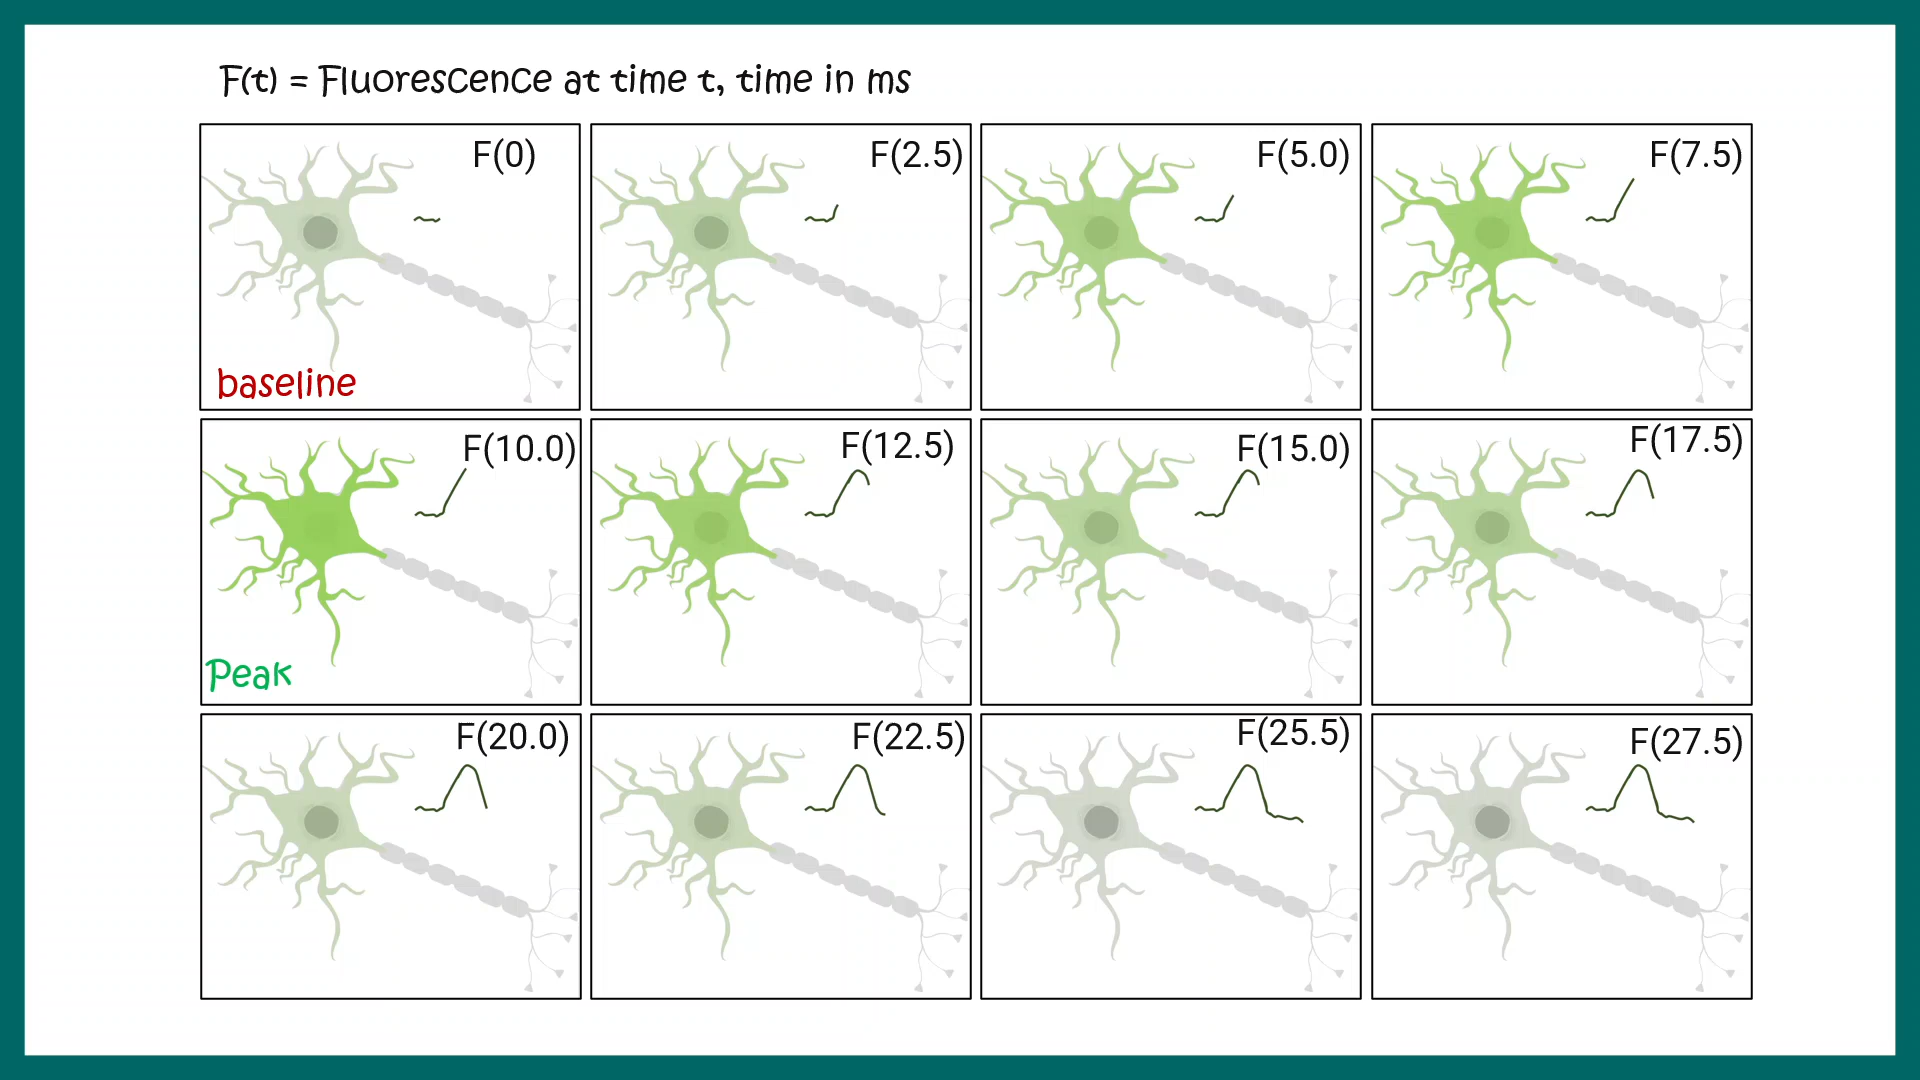 F(t) = Fluorescence at time t, time in ms
F(0)
F(2.5)
F(5.0)
F(7.5)
baseline
F(10.0)
F(12.5)
F(15.0)
F(17.5)
Peak
F(20.0)
F(22.5)
F(25.5)
F(27.5)